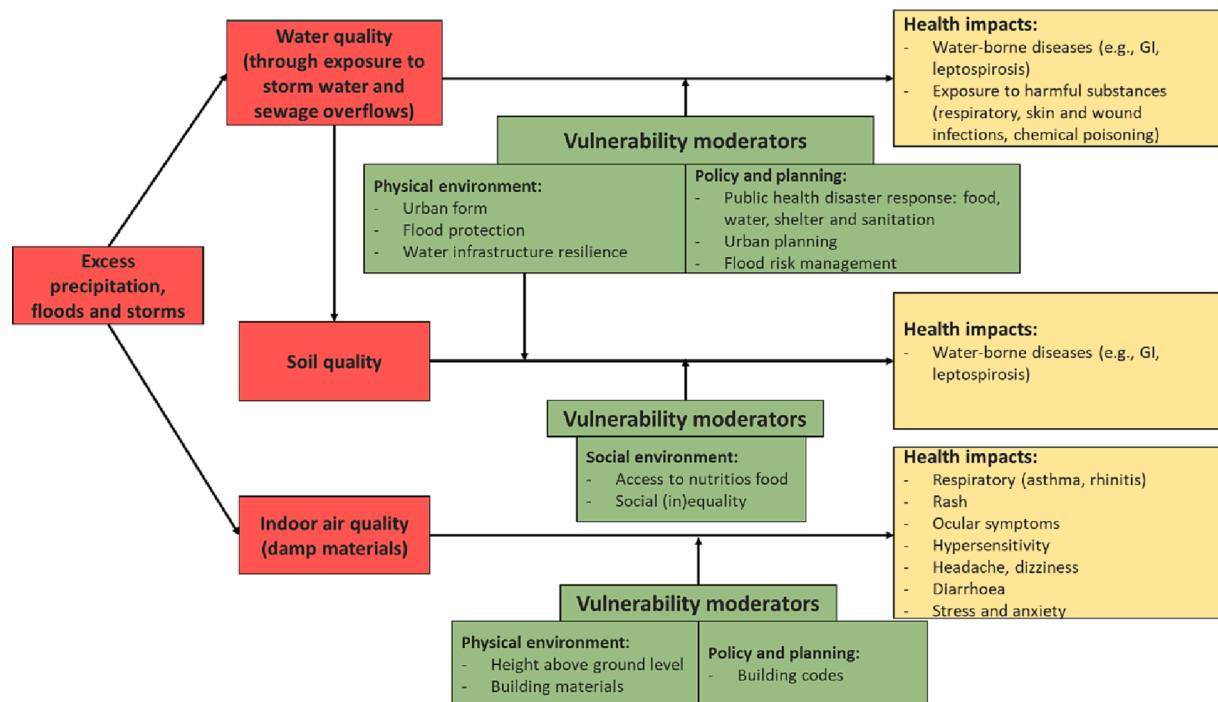 Water quality
(through exposure to
storm water and
sewage overflows)
Health impacts:
- Water-borne diseases (e.g., GI,
leptospirosis)
- Exposure to harmful substances
(respiratory, skin and wound
infections, chemical poisoning)
Vulnerability moderators
Physical environment:
- Urban form
- Flood protection
- Water infrastructure resilience
Policy and planning:
- Public health disaster response: food,
water, shelter and sanitation
- Urban planning
- Flood risk management
Excess
precipitation,
floods and storms
Soil quality
Health impacts:
- Water-borne diseases (e.g., GI,
leptospirosis)
Vulnerability moderators
Social environment:
- Access to nutritios food
- Social (in)equality
Indoor air quality
(damp materials)
Health impacts:
- Respiratory (asthma, rhinitis)
- Rash
- Ocular symptoms
- Hypersensitivity
- Headache, dizziness
- Diarrhoea
- Stress and anxiety
Vulnerability moderators
Physical environment:
- Height above ground level
- Building materials
Policy and planning:
- Building codes